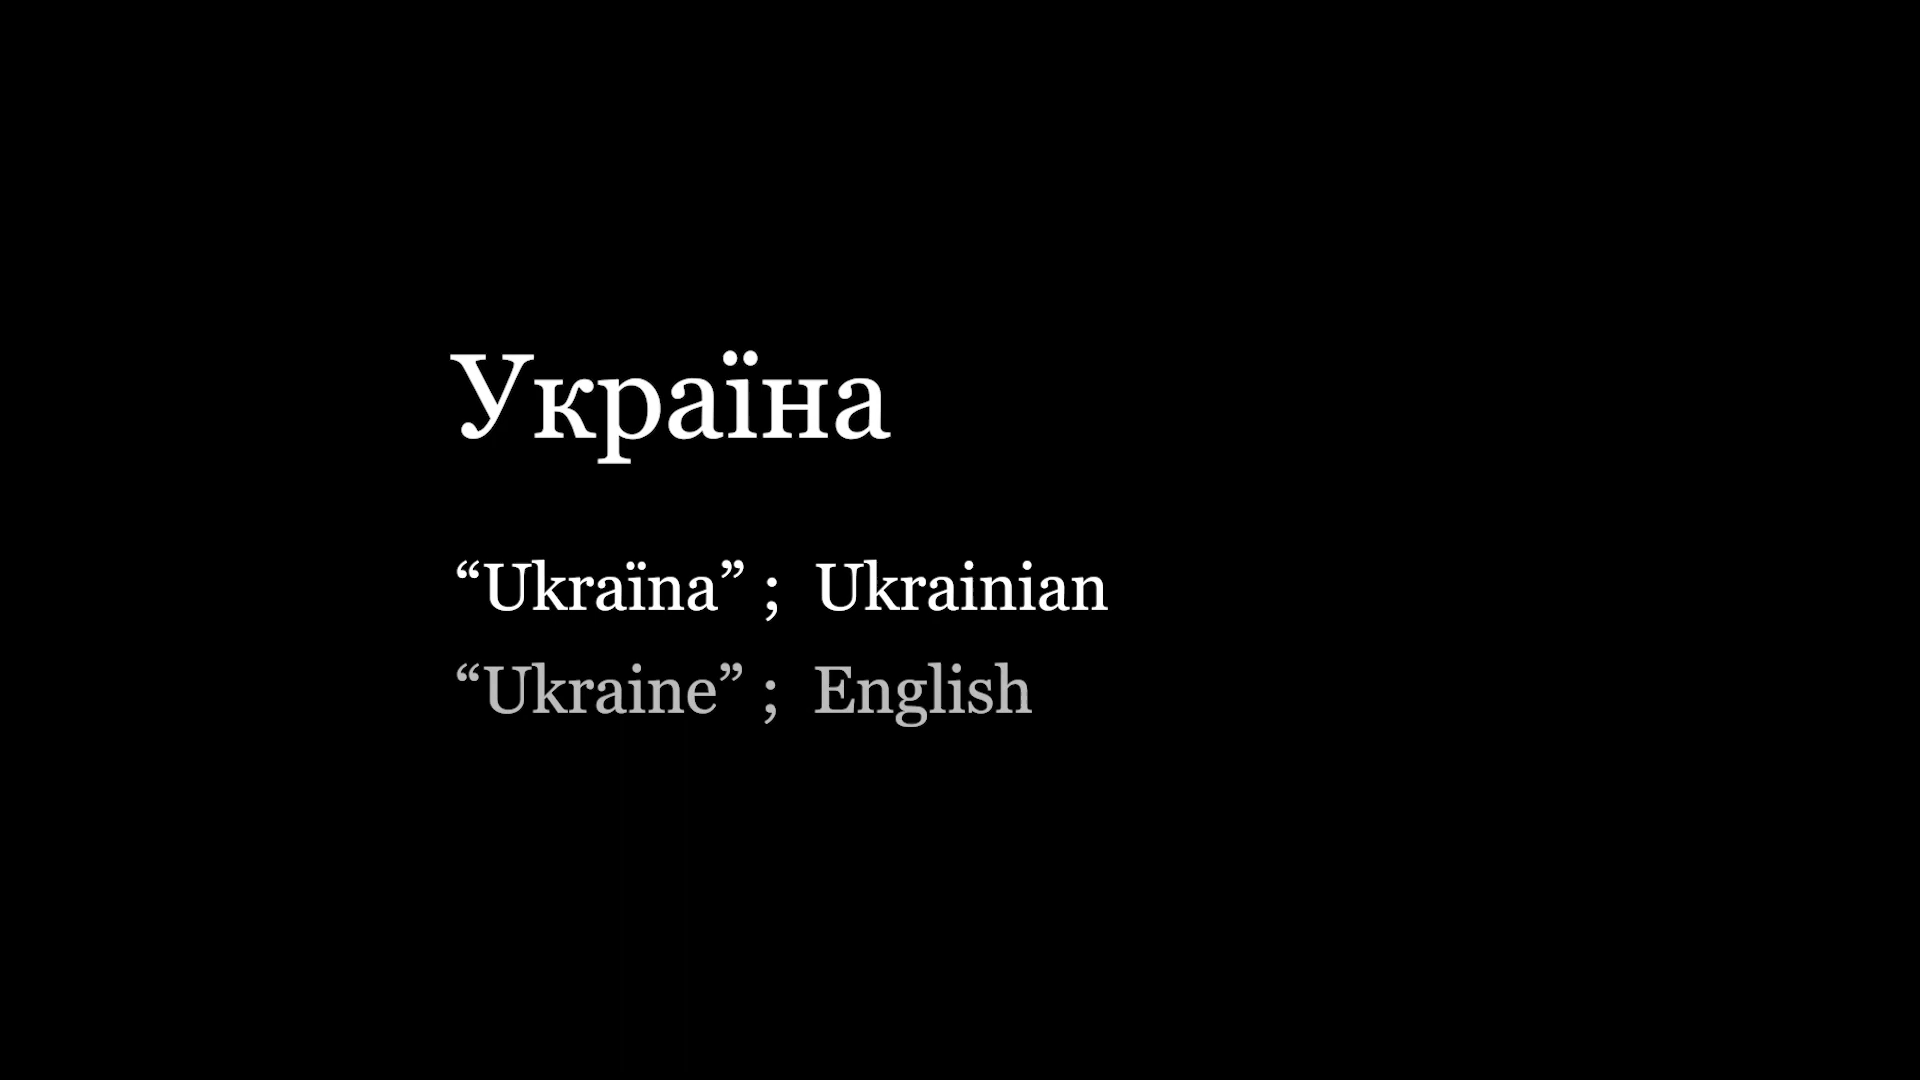 Україна
“Ukraïna” ; Ukrainian
“Ukraine” ; English